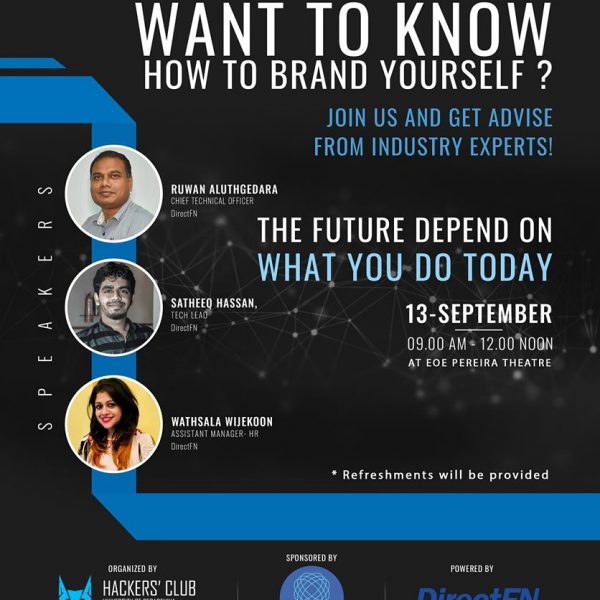 WANT TO KNOW
HOW TO BRAND YOURSELF ?
JOIN US AND GET ADVISE
FROM INDUSTRY EXPERTS!
SPEAKERS
RUWAN ALUTHGEDARA
CHIEF TECHNICAL OFFICER
DirectFN
SATHEEQ HASSAN,
TECH LEAD
DirectFN
WATHSALA WIJEKOON
ASSISTANT MANAGER- HR
DirectFN
THE FUTURE DEPEND ON
WHAT YOU DO TODAY
13-SEPTEMBER
09.00 AM - 12.00 NOON
AT EOE PEREIRA THEATRE
* Refreshments will be provided
ORGANIZED BY
HACKERS' CLUB
SPONSORED BY
POWERED BY
DirectFN